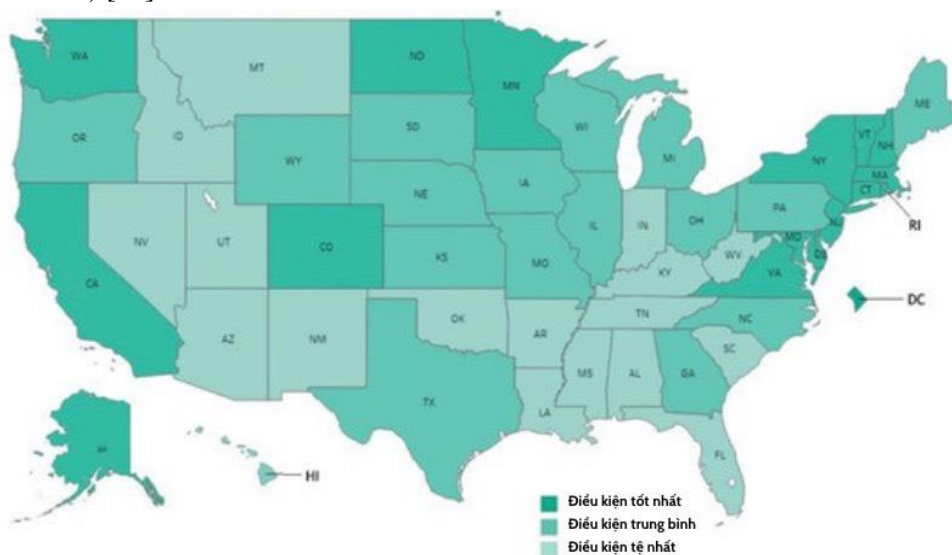 WA
MT
ND
MN
ME
OR
ID
SD
WI
MI
VT
NH
NY
MA
CT
RI
WY
IA
NE
PA
NJ
NV
UT
CO
IL
IN
OH
MD
DE
CA
KS
MO
KY
WV
VA
DC
AZ
NM
OK
AR
TN
NC
SC
TX
LA
MS
AL
GA
FL
HI
Điều kiện tốt nhất
Điều kiện trung bình
Điều kiện tệ nhất